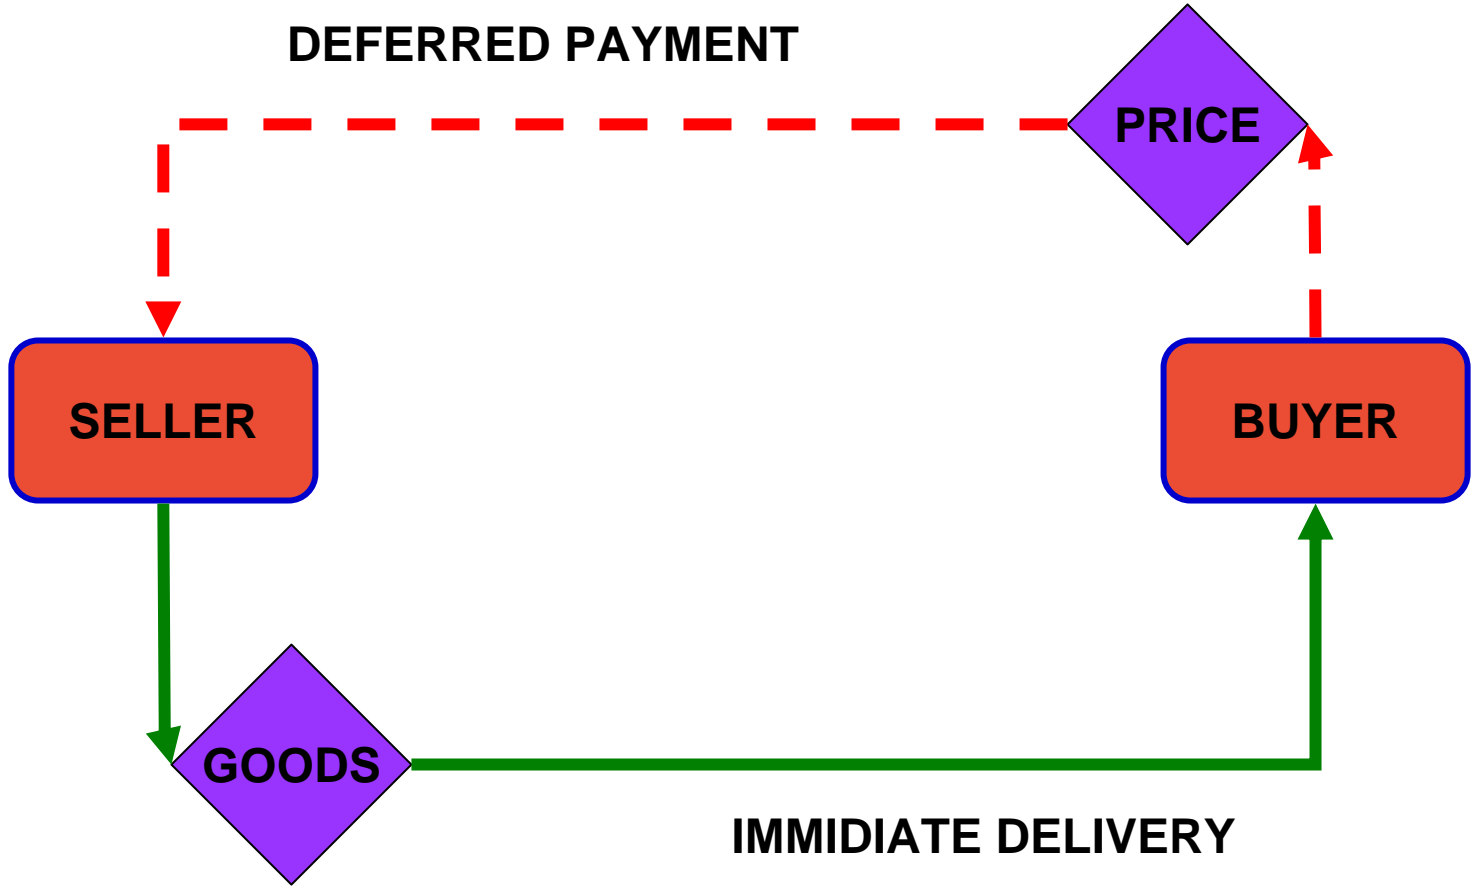 DEFERRED PAYMENT
PRICE
SELLER
BUYER
GOODS
IMMIDIATE DELIVERY